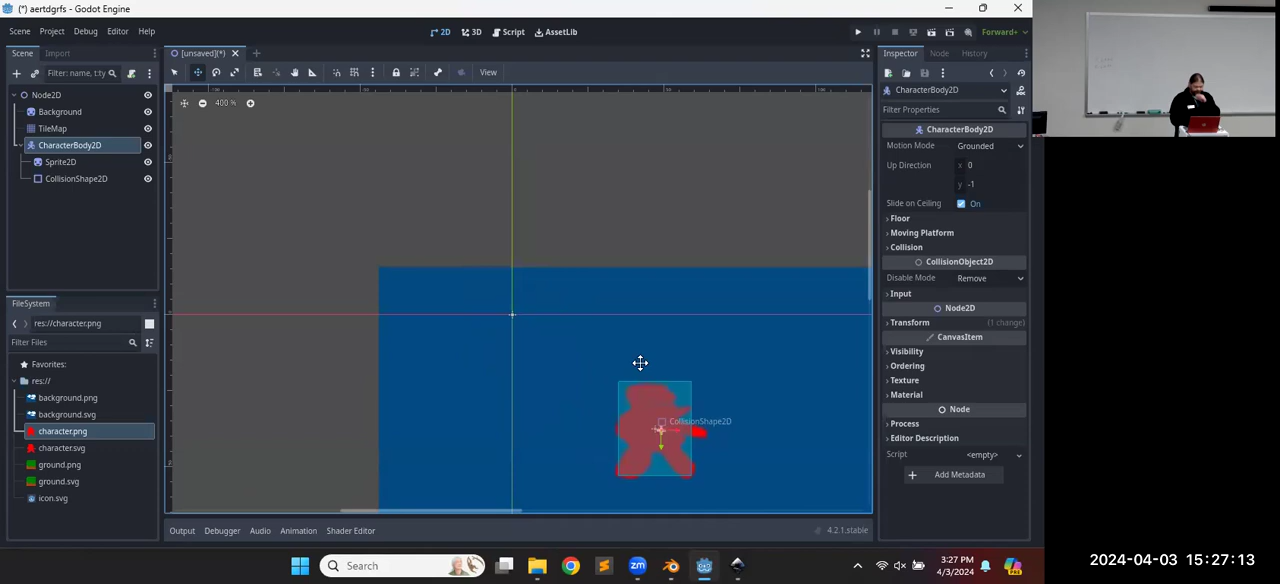 (*) aertdgrfs - Godot Engine
Scene Project Debug Editor Help
2D 3D Script AssetLib
Forward+
Scene Import
[unsaved](*)
Inspector Node History
Filter: name, t:ty
View
400 %
Node2D
Background
TileMap
CharacterBody2D
Sprite2D
CollisionShape2D
CollisionShape2D
FileSystem
res://character.png
Filter Files
Favorites:
res://
background.png
background.svg
character.png
character.svg
ground.png
ground.svg
icon.svg
CharacterBody2D
Filter Properties
CharacterBody2D
Motion Mode Grounded
Up Direction x 0
y -1
Slide on Ceiling On
Floor
Moving Platform
Collision
CollisionObject2D
Disable Mode Remove
Input
Node2D
Transform (1 change)
CanvasItem
Visibility
Ordering
Texture
Material
Node
Process
Editor Description
Script <empty>
Add Metadata
Output Debugger Audio Animation Shader Editor
4.2.1.stable
Search
3:27 PM
4/3/2024
2024-04-03 15:27:13